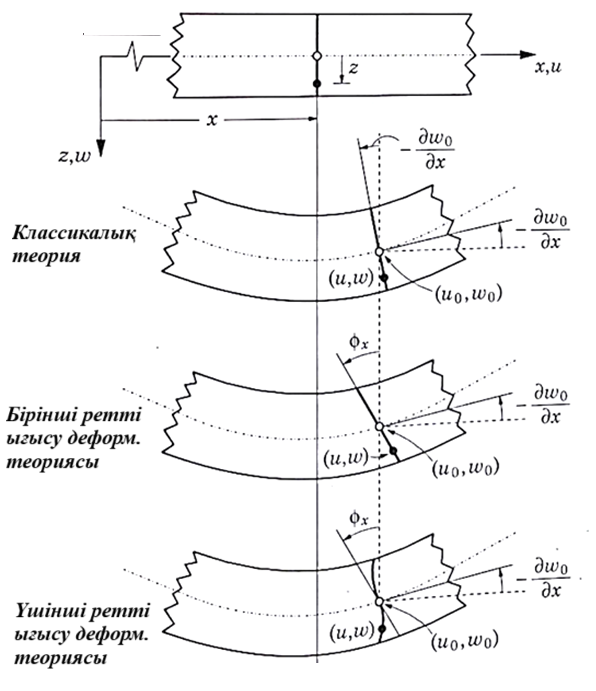 z
x,u
x
z,w
− ∂w₀/∂x
Классикалық
теория
− ∂w₀/∂x
(u,w)
(u₀,w₀)
ϕₓ
Бірінші ретті
ығысу деформ.
теориясы
− ∂w₀/∂x
(u,w)
(u₀,w₀)
ϕₓ
Үшінші ретті
ығысу деформ.
теориясы
− ∂w₀/∂x
(u,w)
(u₀,w₀)